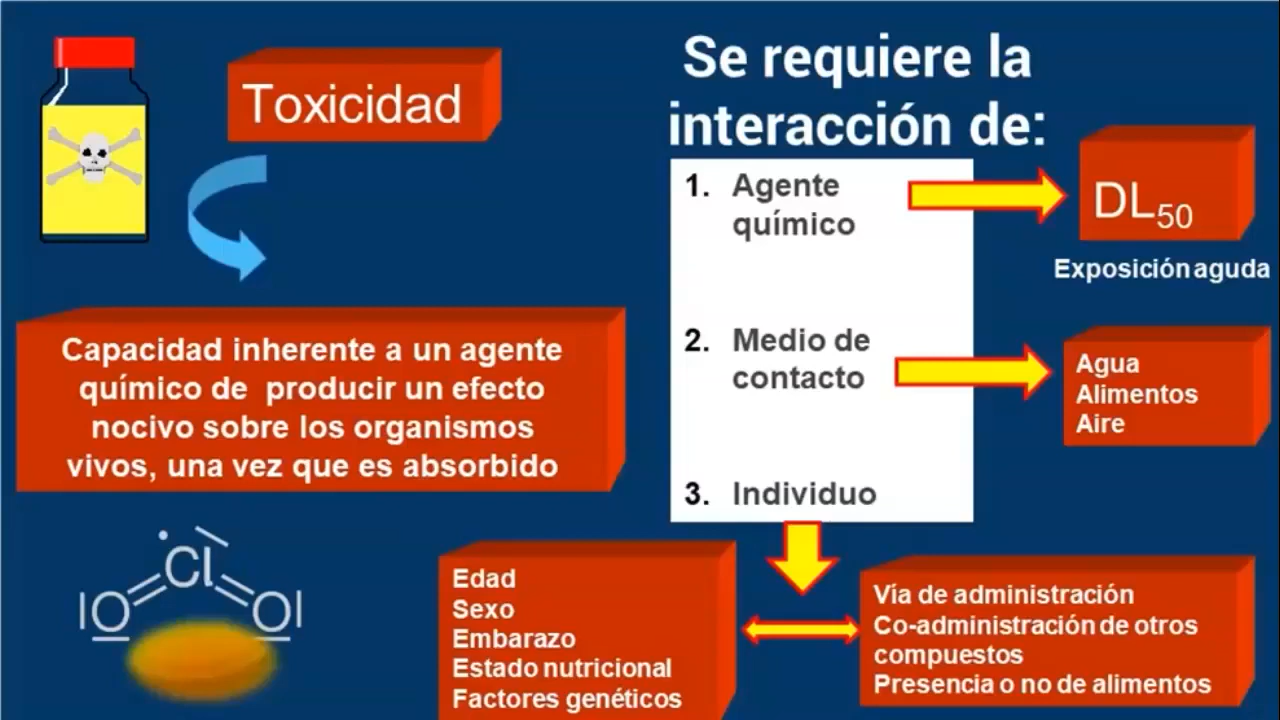 Toxicidad
Capacidad inherente a un agente
químico de producir un efecto
nocivo sobre los organismos
vivos, una vez que es absorbido
Cl
O
O
Se requiere la
interacción de:
1. Agente
químico
DL50
Exposición aguda
2. Medio de
contacto
Agua
Alimentos
Aire
3. Individuo
Edad
Sexo
Embarazo
Estado nutricional
Factores genéticos
Vía de administración
Co-administración de otros
compuestos
Presencia o no de alimentos